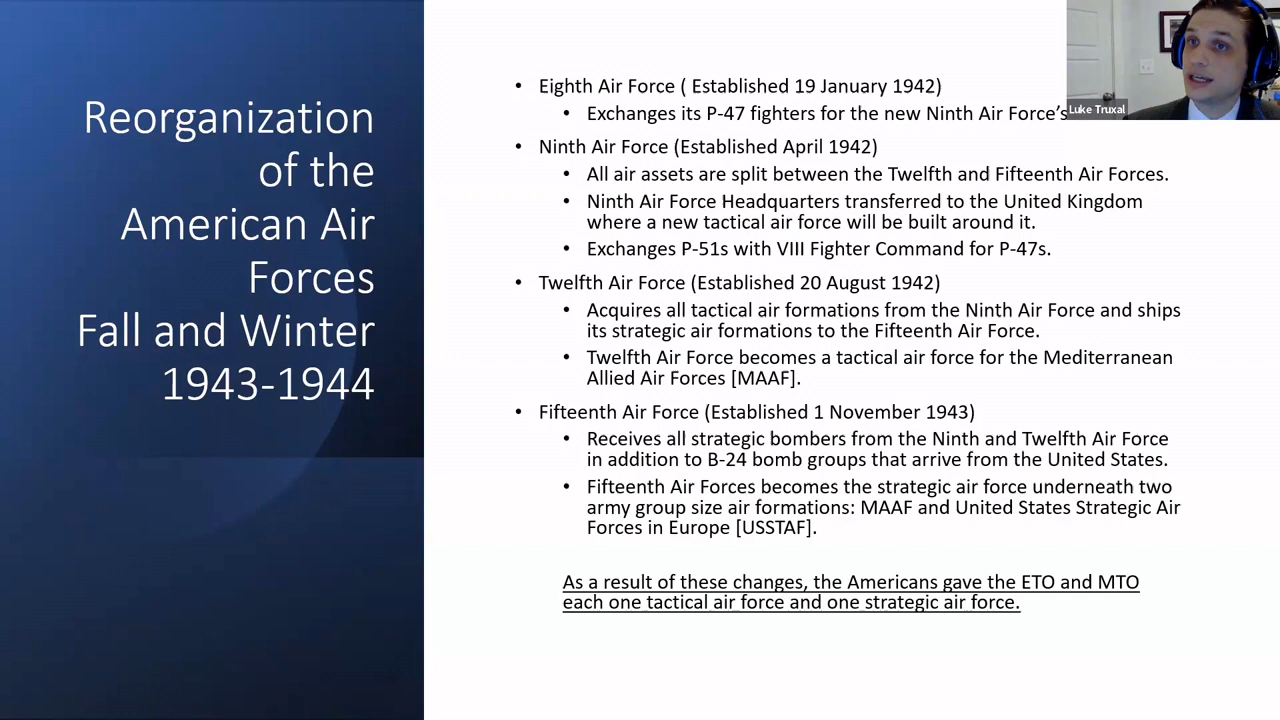 Reorganization
of the
American Air
Forces
Fall and Winter
1943-1944
• Eighth Air Force ( Established 19 January 1942)
• Exchanges its P-47 fighters for the new Ninth Air Force's
• Ninth Air Force (Established April 1942)
• All air assets are split between the Twelfth and Fifteenth Air Forces.
• Ninth Air Force Headquarters transferred to the United Kingdom
where a new tactical air force will be built around it.
• Exchanges P-51s with VIII Fighter Command for P-47s.
• Twelfth Air Force (Established 20 August 1942)
• Acquires all tactical air formations from the Ninth Air Force and ships
its strategic air formations to the Fifteenth Air Force.
• Twelfth Air Force becomes a tactical air force for the Mediterranean
Allied Air Forces [MAAF].
• Fifteenth Air Force (Established 1 November 1943)
• Receives all strategic bombers from the Ninth and Twelfth Air Force
in addition to B-24 bomb groups that arrive from the United States.
• Fifteenth Air Forces becomes the strategic air force underneath two
army group size air formations: MAAF and United States Strategic Air
Forces in Europe [USSTAF].
As a result of these changes, the Americans gave the ETO and MTO
each one tactical air force and one strategic air force.
Luke Truxal